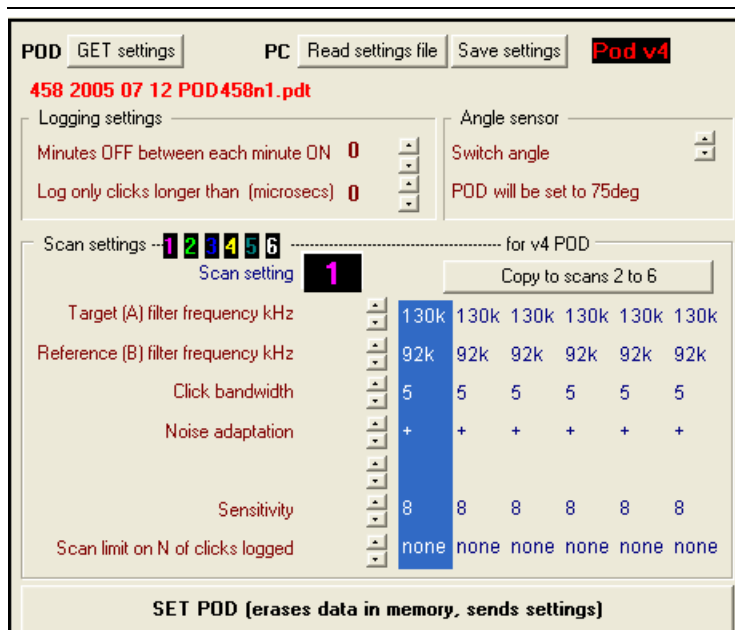 POD GET settings PC Read settings file Save settings Pod v4
458 2005 07 12 POD458n1.pdt
Logging settings
Minutes OFF between each minute ON 0
Log only clicks longer than (microsecs) 0
Angle sensor
Switch angle
POD will be set to 75deg
Scan settings --1 2 3 4 5 6 ---------------------------------------- for v4 POD
Scan setting 1 Copy to scans 2 to 6
Target (A) filter frequency kHz 130k 130k 130k 130k 130k 130k
Reference (B) filter frequency kHz 92k 92k 92k 92k 92k 92k
Click bandwidth 5 5 5 5 5 5
Noise adaptation + + + + + +
Sensitivity 8 8 8 8 8 8
Scan limit on N of clicks logged none none none none none none
SET POD (erases data in memory, sends settings)